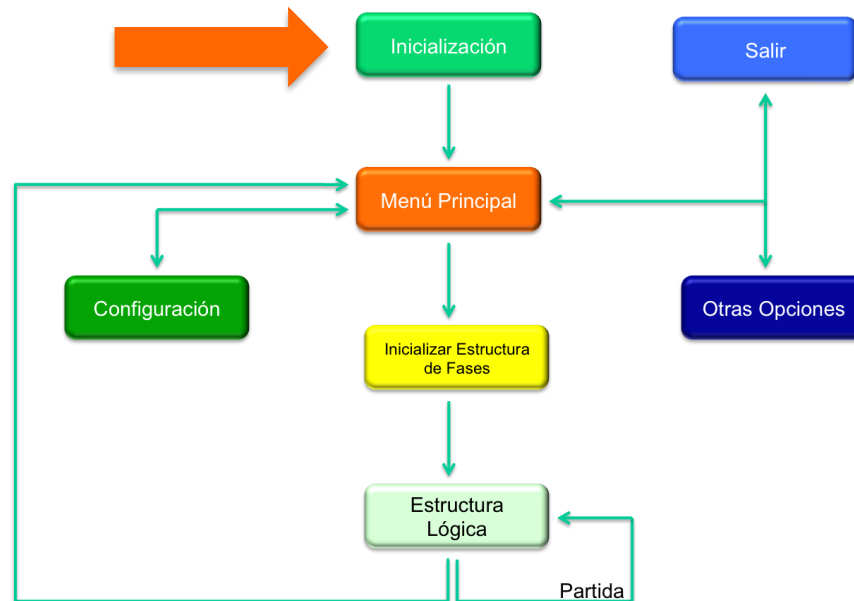 Inicialización
Salir
Menú Principal
Configuración
Otras Opciones
Inicializar Estructura
de Fases
Estructura
Lógica
Partida